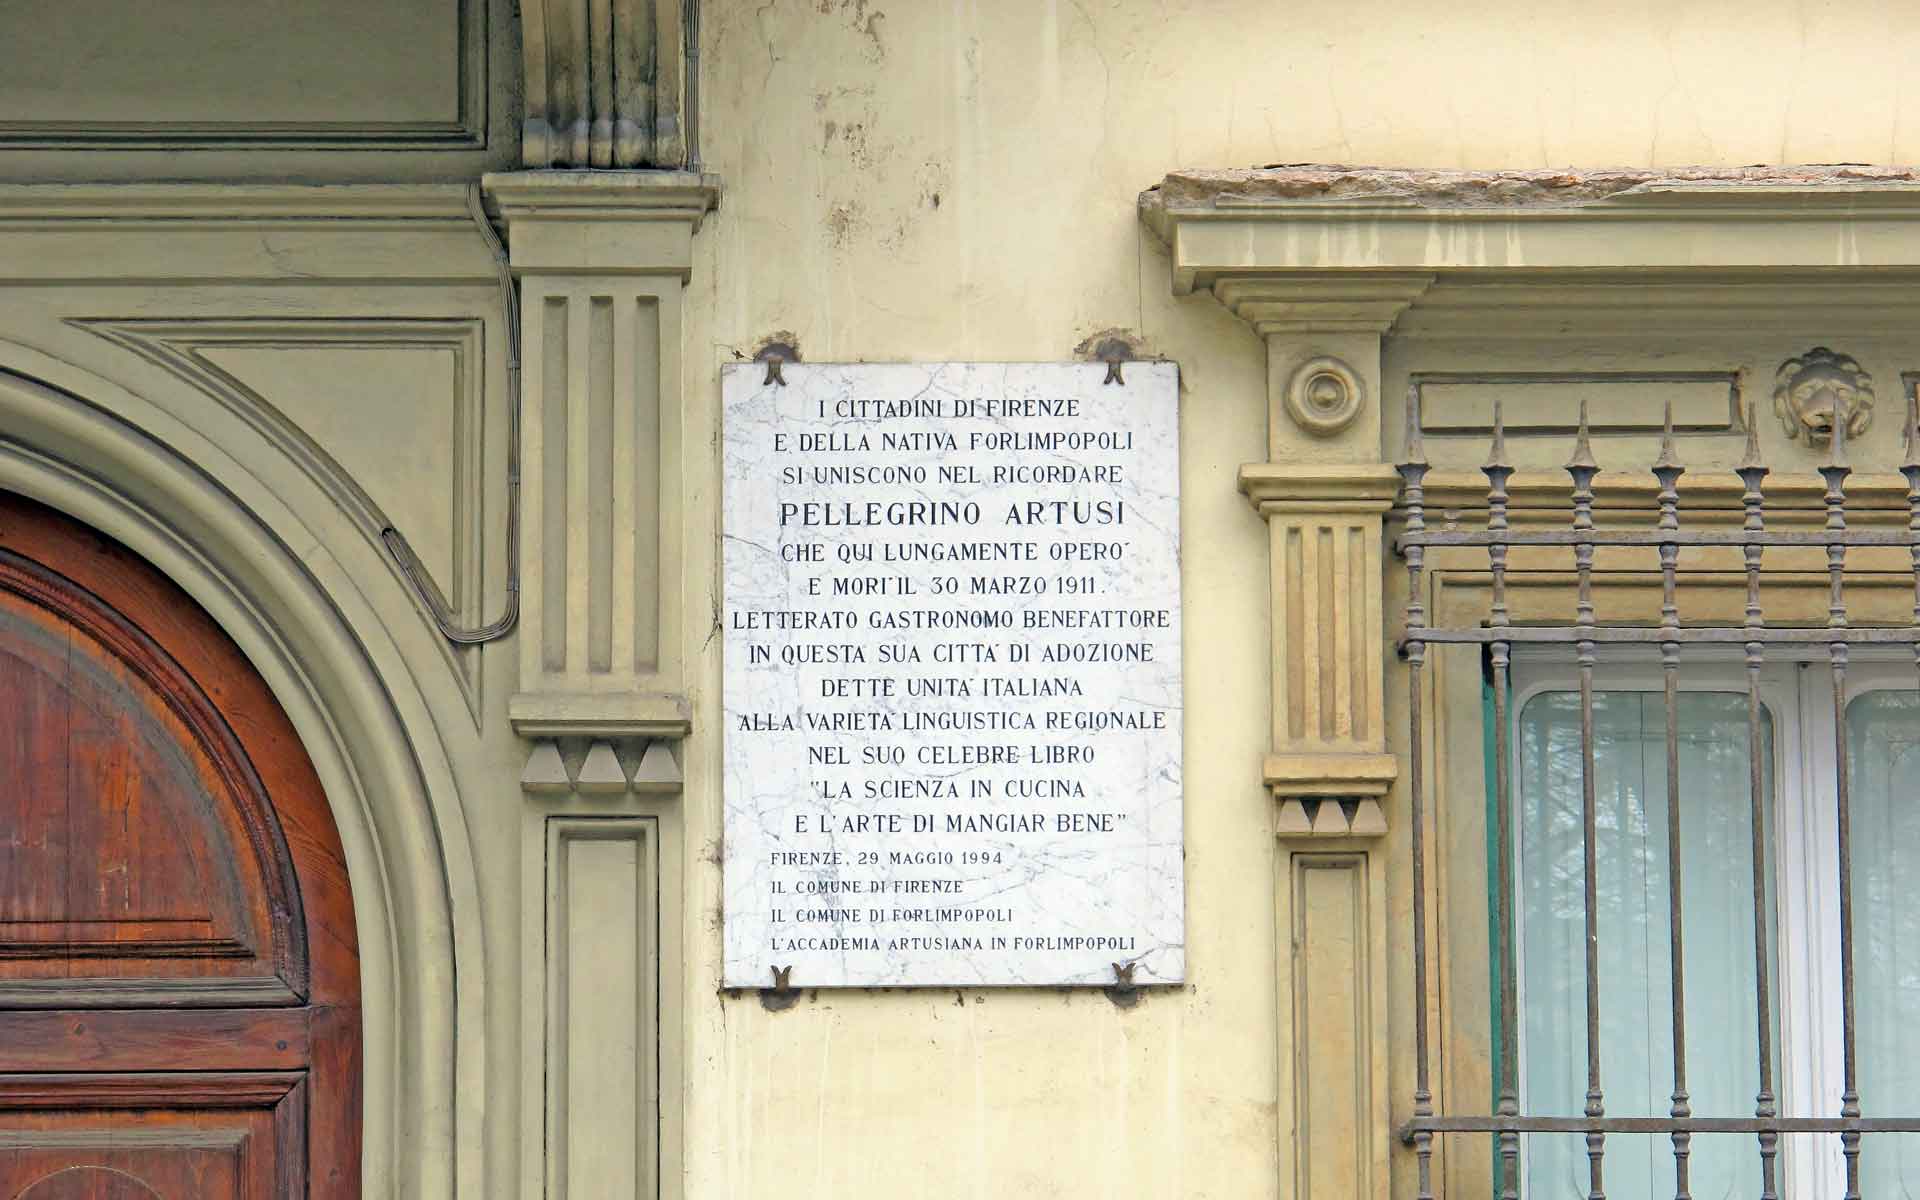 I CITTADINI DI FIRENZE
E DELLA NATIVA FORLIMPOPOLI
SI UNISCONO NEL RICORDARE
PELLEGRINO ARTUSI
CHE QUI LUNGAMENTE OPERO'
E MORI' IL 30 MARZO 1911.
LETTERATO GASTRONOMO BENEFATTORE
IN QUESTA SUA CITTA' DI ADOZIONE
DETTE UNITA' ITALIANA
ALLA VARIETA' LINGUISTICA REGIONALE
NEL SUO CELEBRE LIBRO
"LA SCIENZA IN CUCINA
E L'ARTE DI MANGIAR BENE"
FIRENZE, 29 MAGGIO 1994
IL COMUNE DI FIRENZE
IL COMUNE DI FORLIMPOPOLI
L'ACCADEMIA ARTUSIANA IN FORLIMPOPOLI